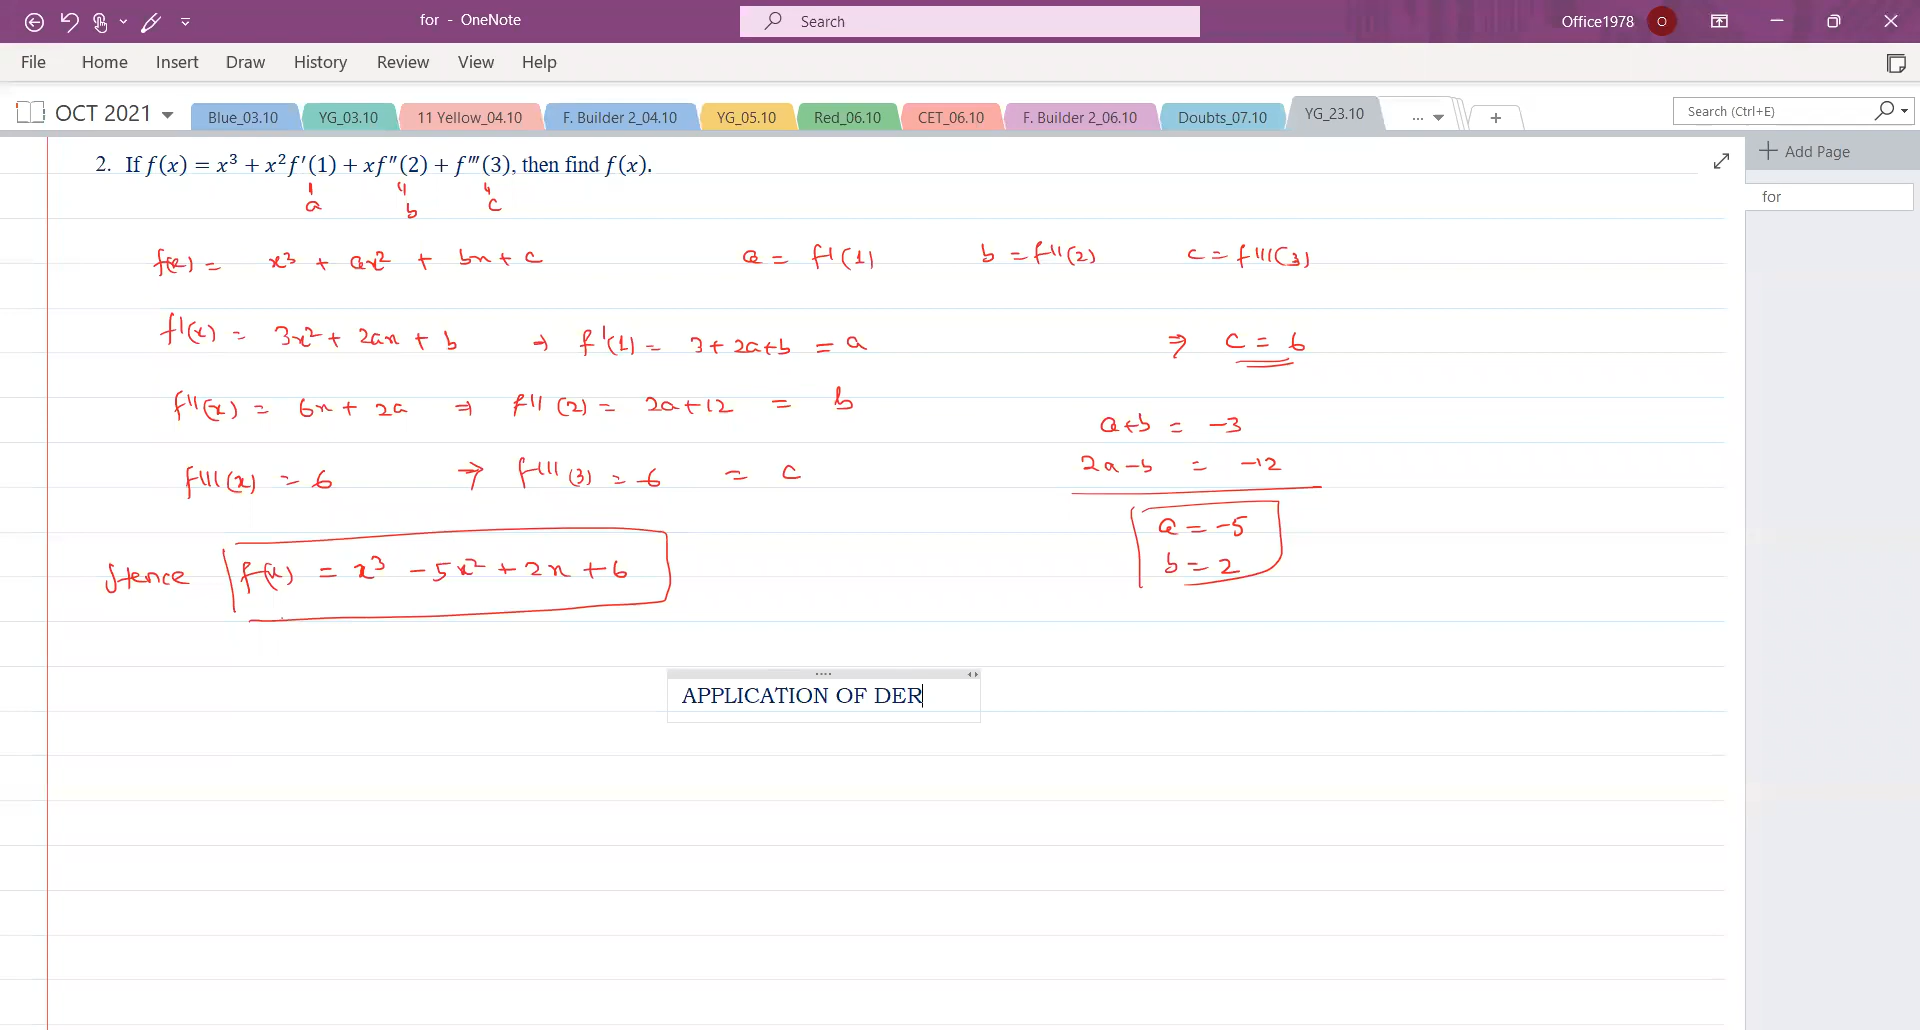 for - OneNote
Search
Office1978 O
File Home Insert Draw History Review View Help
OCT 2021 Blue_03.10 YG_03.10 11 Yellow_04.10 F. Builder 2_04.10 YG_05.10 Red_06.10 CET_06.10 F. Builder 2_06.10 Doubts_07.10 YG_23.10 ... + Search (Ctrl+E)
+ Add Page
for
2. If f(x) = x³ + x²f′(1) + xf″(2) + f‴(3), then find f(x).
a b c
f(x) = x³ + ax² + bx + c a = f'(1) b = f''(2) c = f'''(3)
f'(x) = 3x² + 2ax + b → f'(1) = 3 + 2a + b = a ⇒ c = 6
f''(x) = 6x + 2a ⇒ f''(2) = 2a + 12 = b
a + b = -3
2a - b = -12
f'''(x) = 6 ⇒ f'''(3) = 6 = c
a = -5
b = 2
Hence f(x) = x³ - 5x² + 2x + 6
APPLICATION OF DER